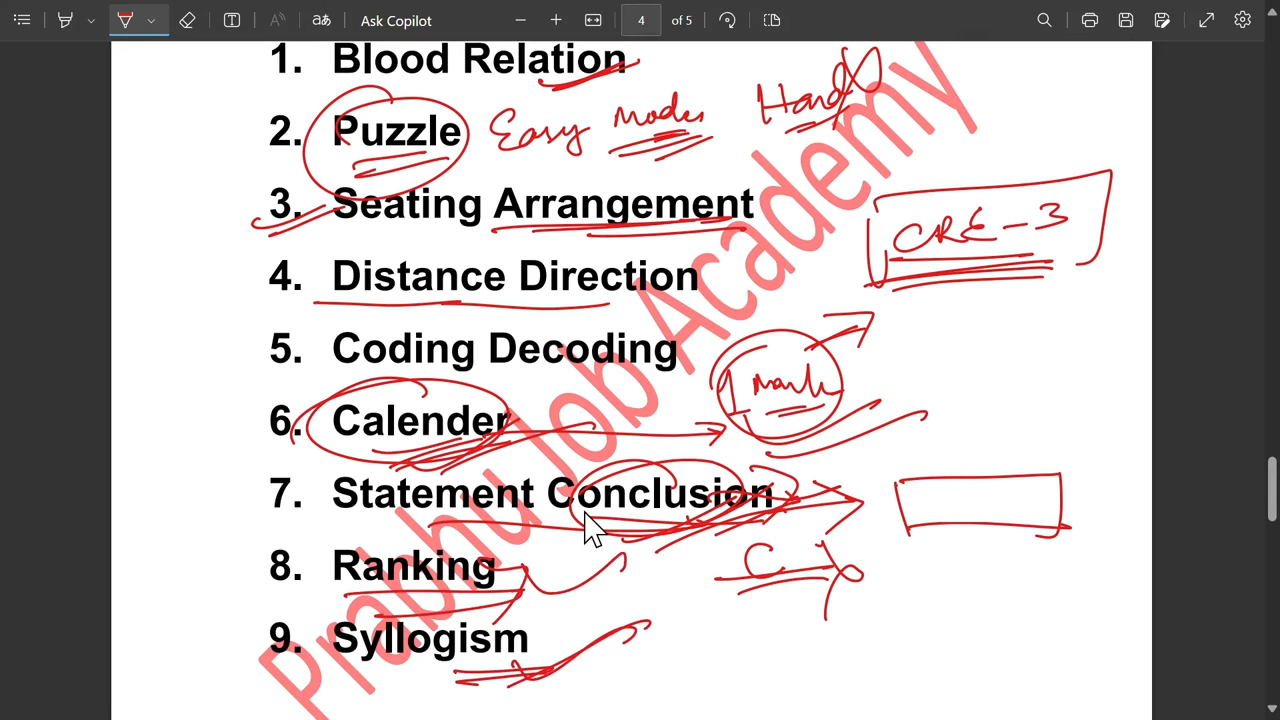 Ask Copilot
4 of 5
1. Blood Relation
2. Puzzle Easy Moder Hard
3. Seating Arrangement
CRE-3
4. Distance Direction
5. Coding Decoding
1 Mark
6. Calender
7. Statement Conclusion
C
8. Ranking
9. Syllogism
Prabhu Job Academy